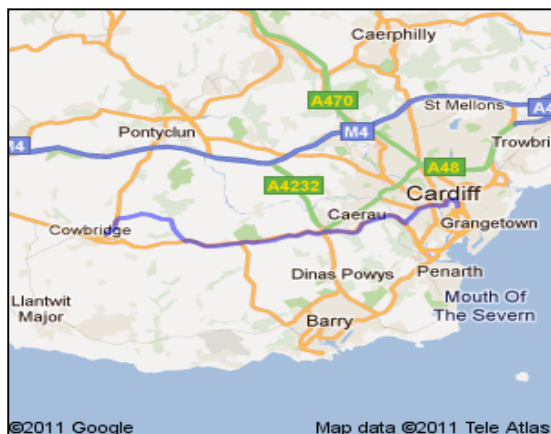 Caerphilly
A470
St Mellons
A4
M4
Pontyclun
M4
Trowbri
A48
A4232
Cardiff
Caerau
Cowbridge
Grangetown
Dinas Powys
Penarth
Llantwit
Major
Mouth Of
The Severn
Barry
©2011 Google
Map data ©2011 Tele Atlas